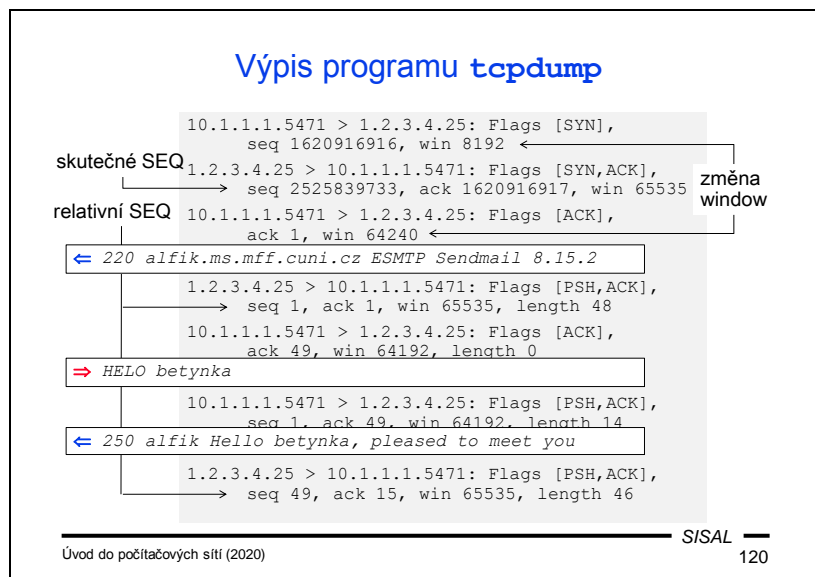 Výpis programu tcpdump
10.1.1.1.5471 > 1.2.3.4.25: Flags [SYN],
seq 1620916916, win 8192
skutečné SEQ
1.2.3.4.25 > 10.1.1.1.5471: Flags [SYN,ACK],
seq 2525839733, ack 1620916917, win 65535
změna
window
relativní SEQ
10.1.1.1.5471 > 1.2.3.4.25: Flags [ACK],
ack 1, win 64240
⇐ 220 alfik.ms.mff.cuni.cz ESMTP Sendmail 8.15.2
1.2.3.4.25 > 10.1.1.1.5471: Flags [PSH,ACK],
seq 1, ack 1, win 65535, length 48
10.1.1.1.5471 > 1.2.3.4.25: Flags [ACK],
ack 49, win 64192, length 0
⇒ HELO betynka
10.1.1.1.5471 > 1.2.3.4.25: Flags [PSH,ACK],
seq 1, ack 49, win 64192, length 14
⇐ 250 alfik Hello betynka, pleased to meet you
1.2.3.4.25 > 10.1.1.1.5471: Flags [PSH,ACK],
seq 49, ack 15, win 65535, length 46
SISAL
Úvod do počítačových sítí (2020)
120